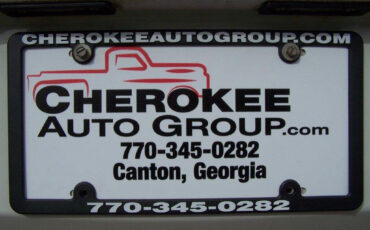 CHEROKEEAUTOGROUP.COM
CHEROKEE
AUTO GROUP.com
770-345-0282
Canton, Georgia
770-345-0282